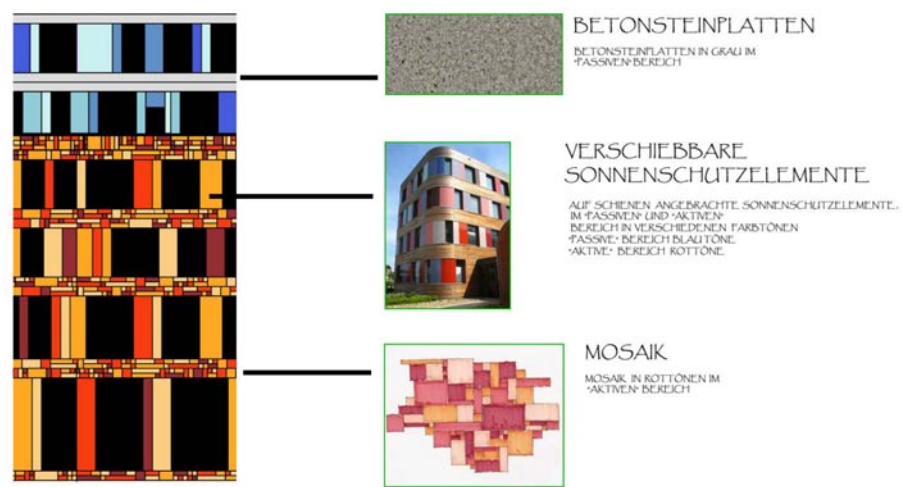 BETONSTEINPLATTEN
BETONSTEINPLATTEN IN GRAU IM
"PASSIVEN" BEREICH
VERSCHIEBBARE
SONNENSCHUTZELEMENTE
AUF SCHIENEN ANGEBRACHTE SONNENSCHUTZELEMENTE,
IM "PASSIVEN" UND "AKTIVEN"
BEREICH IN VERSCHIEDENEN FARBTÖNEN
"PASSIVE" BEREICH BLAUTÖNE
"AKTIVE" BEREICH ROTTÖNE
MOSAIK
MOSAIK IN ROTTÖNEN IM
"AKTIVEN" BEREICH